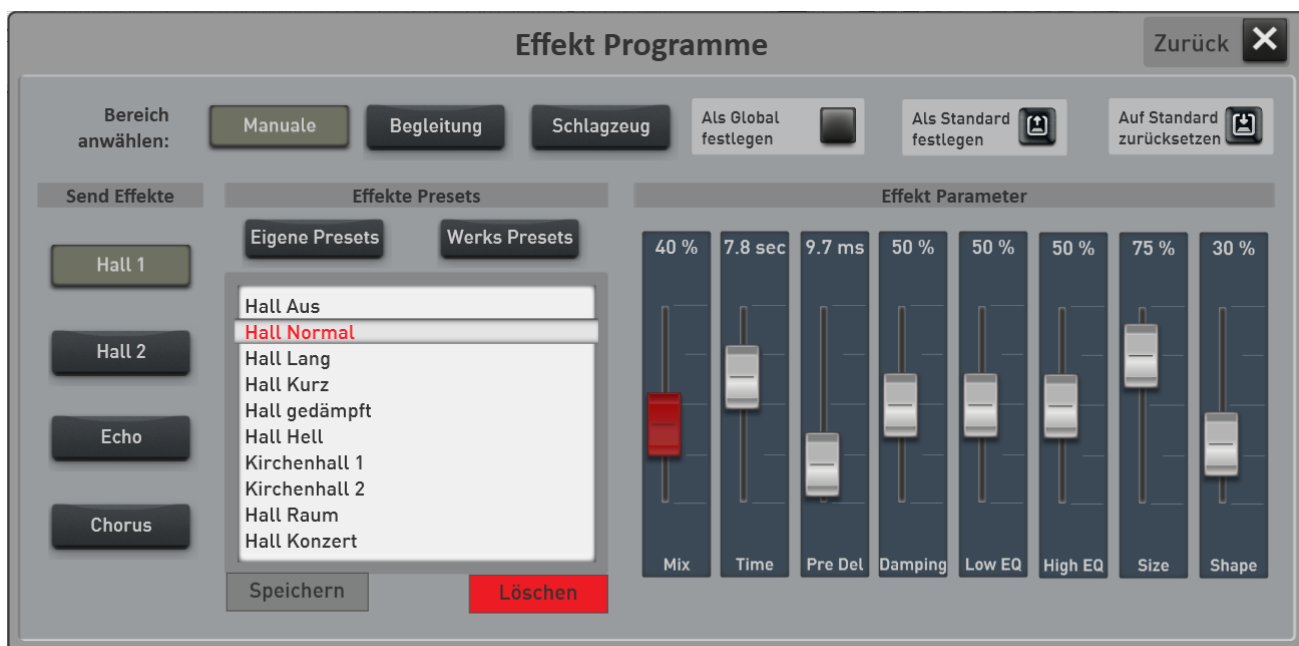 Effekt Programme
Zurück
Bereich
anwählen:
Manuale
Begleitung
Schlagzeug
Als Global
festlegen
Als Standard
festlegen
Auf Standard
zurücksetzen
Send Effekte
Effekte Presets
Effekt Parameter
Hall 1
Hall 2
Echo
Chorus
Eigene Presets
Werks Presets
Hall Aus
Hall Normal
Hall Lang
Hall Kurz
Hall gedämpft
Hall Hell
Kirchenhall 1
Kirchenhall 2
Hall Raum
Hall Konzert
Speichern
Löschen
40 %
7.8 sec
9.7 ms
50 %
50 %
50 %
75 %
30 %
Mix
Time
Pre Del
Damping
Low EQ
High EQ
Size
Shape